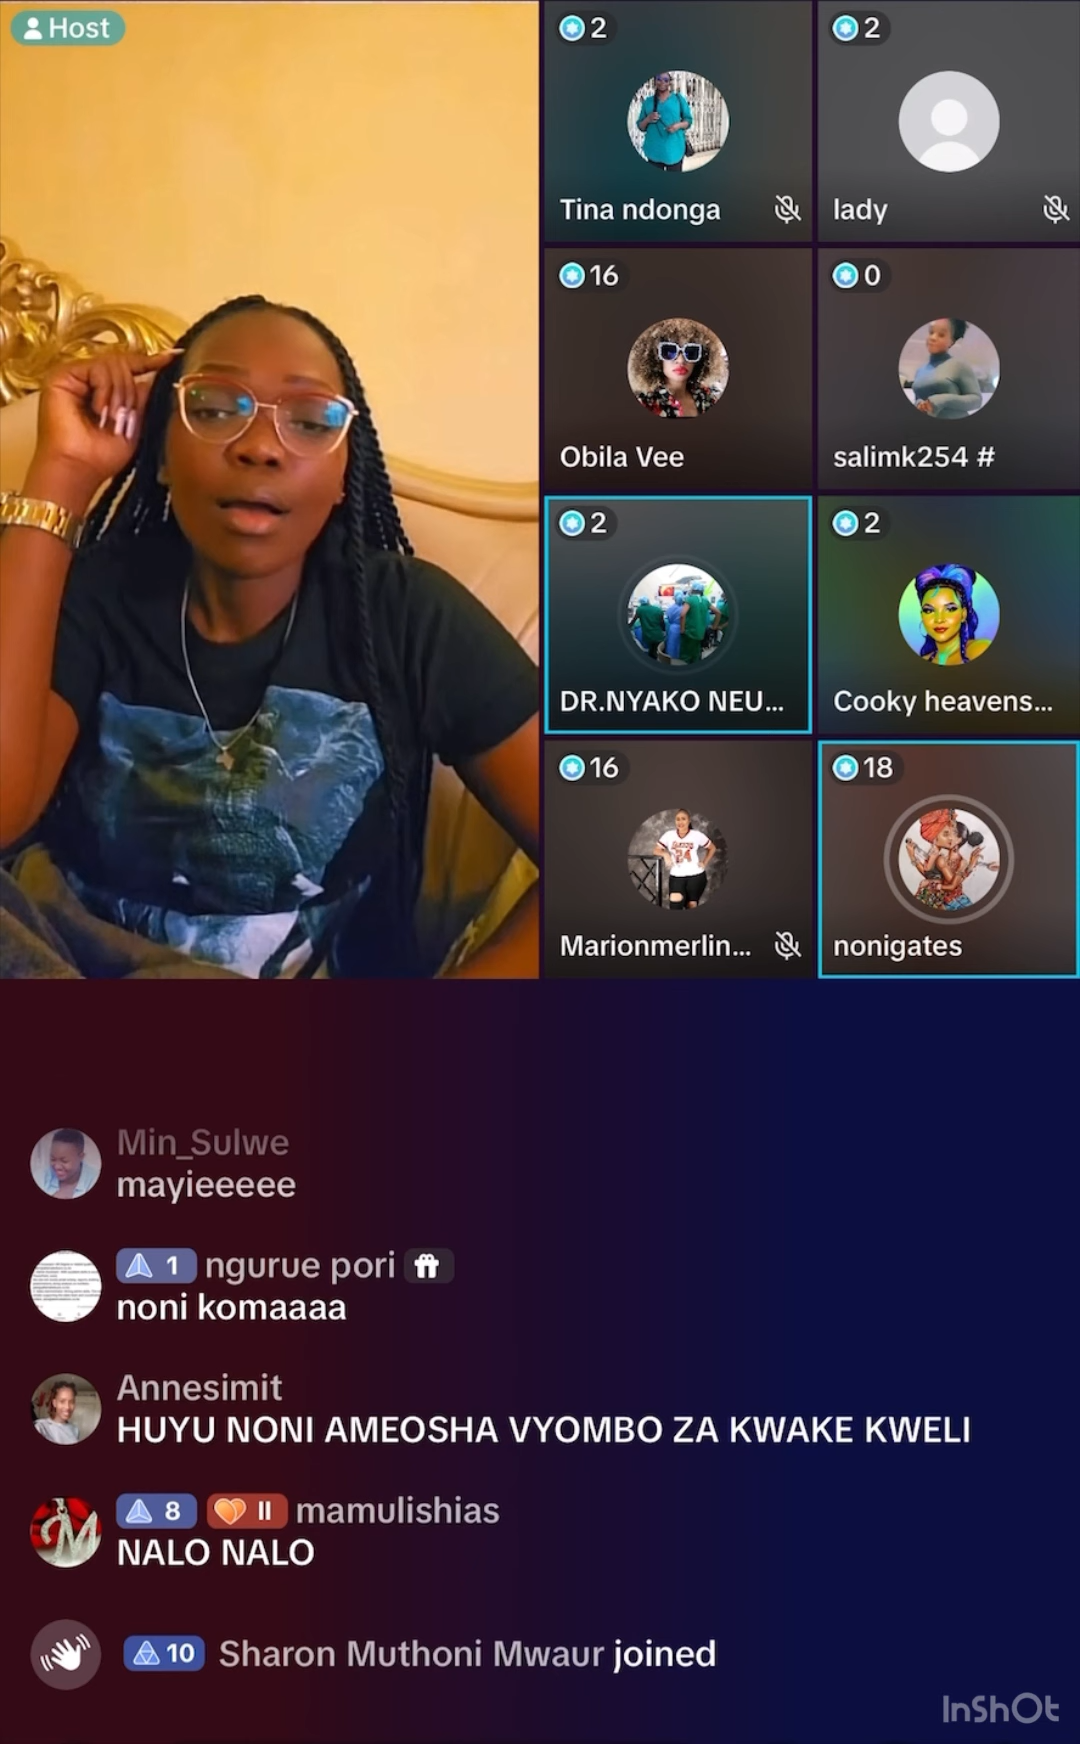 Host
2
Tina ndonga
2
lady
16
Obila Vee
0
salimk254 #
2
DR.NYAKO NEU...
2
Cooky heavens...
16
Marionmerlin...
18
nonigates
Min_Sulwe
mayieeeee
1 ngurue pori
noni komaaaa
Annesimit
HUYU NONI AMEOSHA VYOMBO ZA KWAKE KWELI
8 II mamulishias
NALO NALO
10 Sharon Muthoni Mwaur joined
InShOt